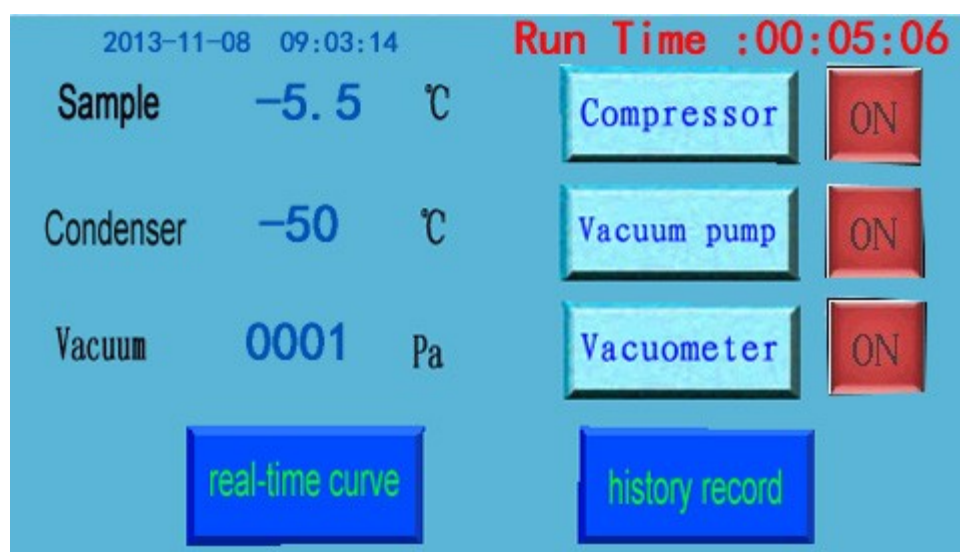 2013-11-08 09:03:14 Run Time :00:05:06
Sample -5.5 ℃ Compressor ON
Condenser -50 ℃ Vacuum pump ON
Vacuum 0001 Pa Vacuometer ON
real-time curve history record